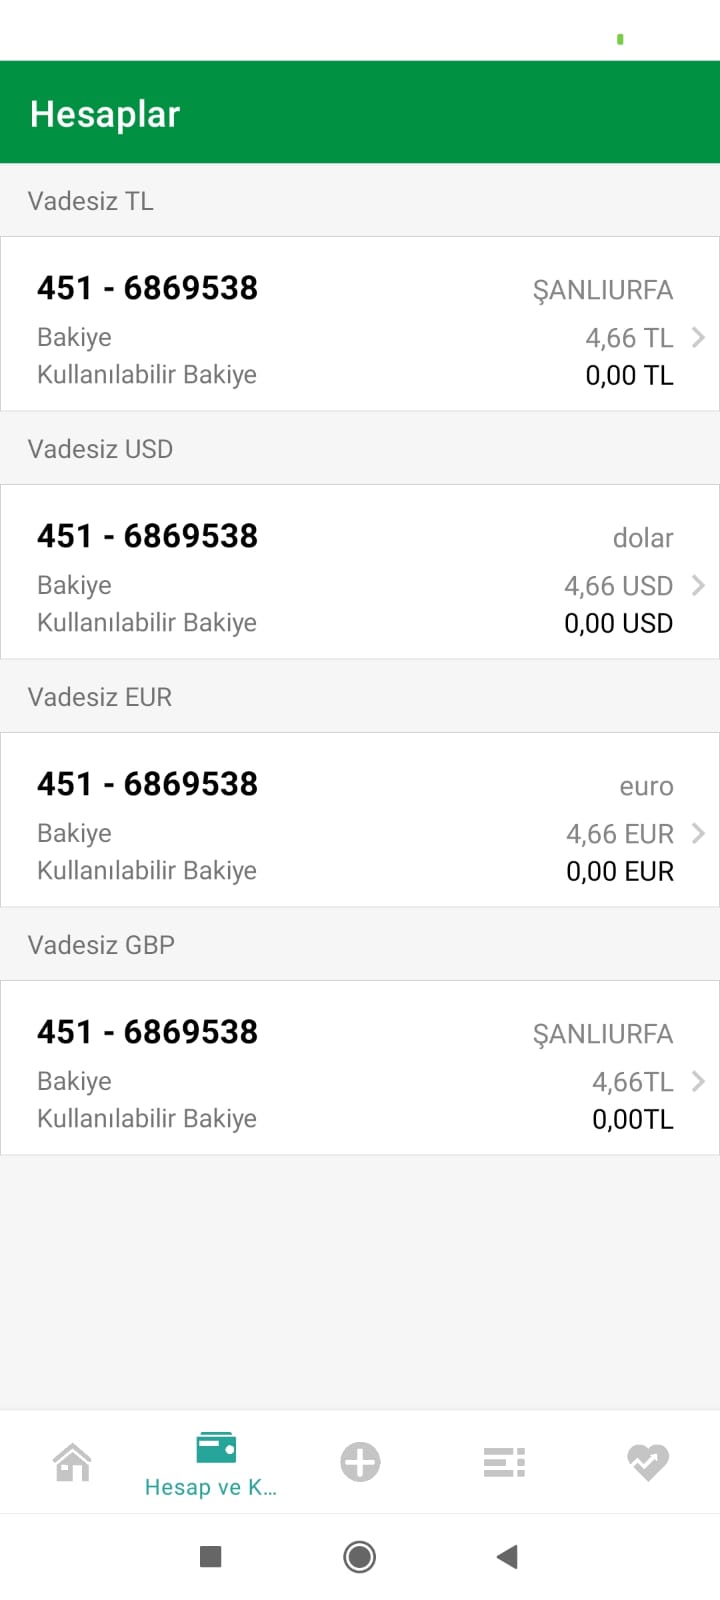 Hesaplar
Vadesiz TL
451 - 6869538 ŞANLIURFA
Bakiye 4,66 TL
Kullanılabilir Bakiye 0,00 TL
Vadesiz USD
451 - 6869538 dolar
Bakiye 4,66 USD
Kullanılabilir Bakiye 0,00 USD
Vadesiz EUR
451 - 6869538 euro
Bakiye 4,66 EUR
Kullanılabilir Bakiye 0,00 EUR
Vadesiz GBP
451 - 6869538 ŞANLIURFA
Bakiye 4,66TL
Kullanılabilir Bakiye 0,00TL
Hesap ve K...